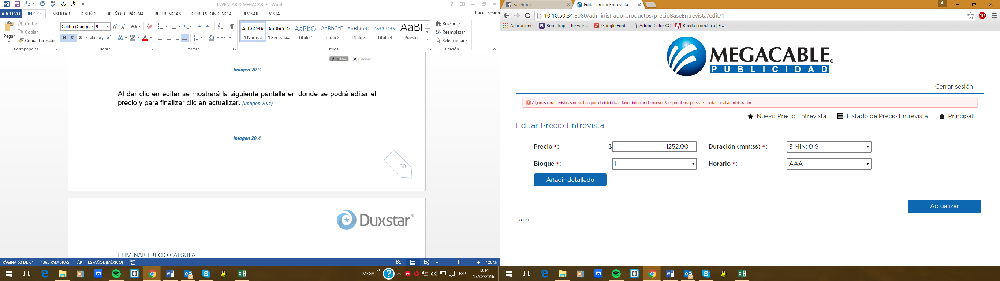 INVENTARIO MEGACABLE - Word
ARCHIVO INICIO INSERTAR DISEÑO DISEÑO DE PÁGINA REFERENCIAS CORRESPONDENCIA REVISAR VISTA Iniciar sesión
Pegar
Cortar
Copiar
Copiar formato
Portapapeles
Calibri (Cuerpo 9
N K S abc x₂ x²
Fuente
Párrafo
AaBbCcDc AaBbCcDc AaBbCc AaBbCcD AaBbCcD AaBbCcDc AaBl
¶ Normal ¶ Sin espa... Título 1 Título 2 Título 3 Título 4 Puesto
Estilos
Buscar
Reemplazar
Seleccionar
Edición
Editar Eliminar
Imagen 20.3
Al dar clic en editar se mostrará la siguiente pantalla en donde se podrá editar el
precio y para finalizar clic en actualizar. (Imagen 20.4)
Imagen 20.4
60
Duxstar®
ELIMINAR PRECIO CÁPSULA
PÁGINA 60 DE 61 4365 PALABRAS ESPAÑOL (MÉXICO) 120 %
MEGA » ESP 13:14
17/02/2016
Facebook Editar Precio Entrevista
10.10.50.34:8080/administradorproductos/precioBaseEntrevista/edit/1
Aplicaciones Bootstrap · The worl... Google Fonts Adobe Color CC Rueda cromática | E...
MEGACABLE®
PUBLICIDAD
Cerrar sesión
Algunas características no se han podido inicializar, favor intentar de nuevo. Si el problema persiste, contactar al administrador.
Nuevo Precio Entrevista Listado de Precio Entrevista Principal
Editar Precio Entrevista
Precio *: $ 1252,00 Duración (mm:ss) *: 3 MIN: 0 S
Bloque *: 1 Horario *: AAA
Añadir detallado
Actualizar
0.1.23